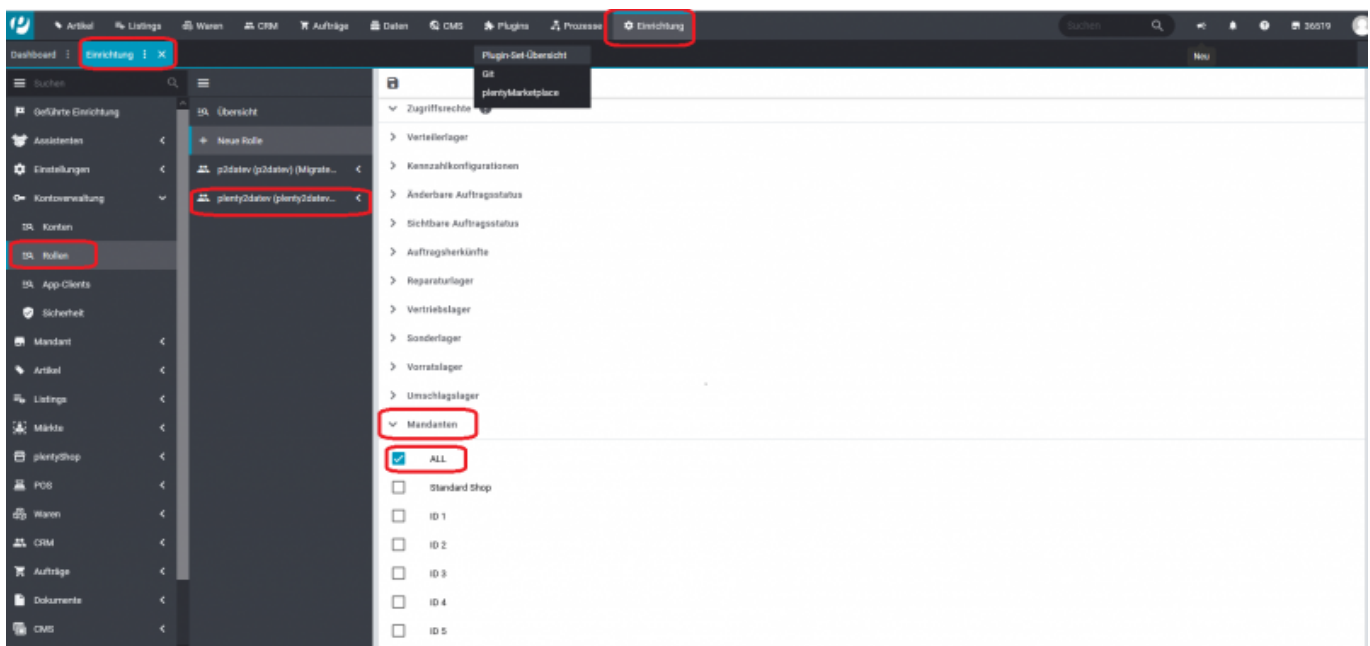 Artikel Listings Waren CRM Aufträge Daten CMS Plugins Prozesse Einrichtung Suchen 36519
Dashboard Einrichtung Plugin-Set-Übersicht Neu
Git
plentyMarketplace
Suchen
Geführte Einrichtung
Assistenten
Einstellungen
Kontoverwaltung
Konten
Rollen
App-Clients
Sicherheit
Mandant
Artikel
Listings
Märkte
plentyShop
POS
Waren
CRM
Aufträge
Dokumente
CMS
Übersicht
+ Neue Rolle
p2datev (p2datev) (Migrate...
plenty2datev (plenty2datev...
Zugriffsrechte
Verteilerlager
Kennzahlkonfigurationen
Änderbare Auftragsstatus
Sichtbare Auftragsstatus
Auftragsherkünfte
Reparaturlager
Vertriebslager
Sonderlager
Vorratslager
Umschlagslager
Mandanten
ALL
Standard Shop
ID 1
ID 2
ID 3
ID 4
ID 5